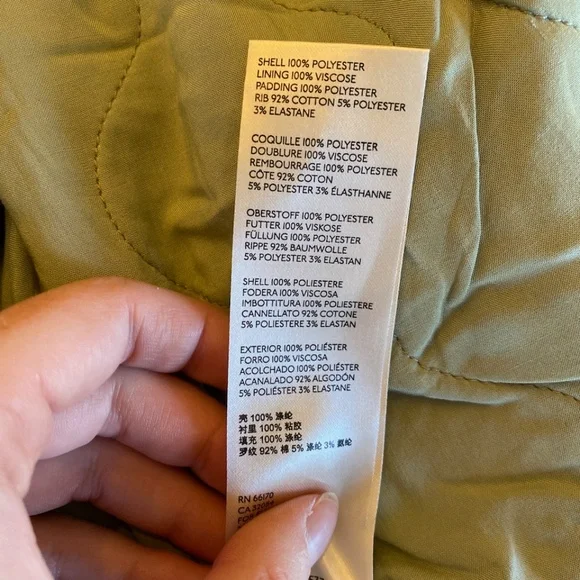 SHELL 100% POLYESTER
LINING 100% VISCOSE
PADDING 100% POLYESTER
RIB 92% COTTON 5% POLYESTER
3% ELASTANE
COQUILLE 100% POLYESTER
DOUBLURE 100% VISCOSE
REMBOURRAGE 100% POLYESTER
CÔTE 92% COTON
5% POLYESTER 3% ÉLASTHANNE
OBERSTOFF 100% POLYESTER
FUTTER 100% VISKOSE
FÜLLUNG 100% POLYESTER
RIPPE 92% BAUMWOLLE
5% POLYESTER 3% ELASTAN
SHELL 100% POLIESTERE
FODERA 100% VISCOSA
IMBOTTITURA 100% POLIESTERE
CANNELLATO 92% COTONE
5% POLIESTERE 3% ELASTAN
EXTERIOR 100% POLIÉSTER
FORRO 100% VISCOSA
ACOLCHADO 100% POLIÉSTER
ACANALADO 92% ALGODÓN
5% POLIÉSTER 3% ELASTANO
壳 100% 涤纶
衬里 100% 粘胶
填充 100% 涤纶
罗纹 92% 棉 5% 涤纶 3% 氨纶
RN 66170